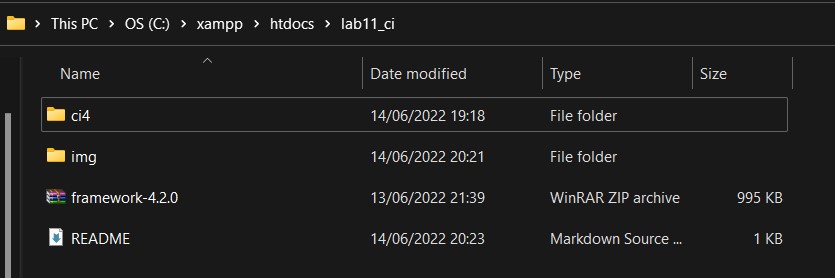 This PC > OS (C:) > xampp > htdocs > lab11_ci
Name Date modified Type Size
ci4 14/06/2022 19:18 File folder
img 14/06/2022 20:21 File folder
framework-4.2.0 13/06/2022 21:39 WinRAR ZIP archive 995 KB
README 14/06/2022 20:23 Markdown Source ... 1 KB